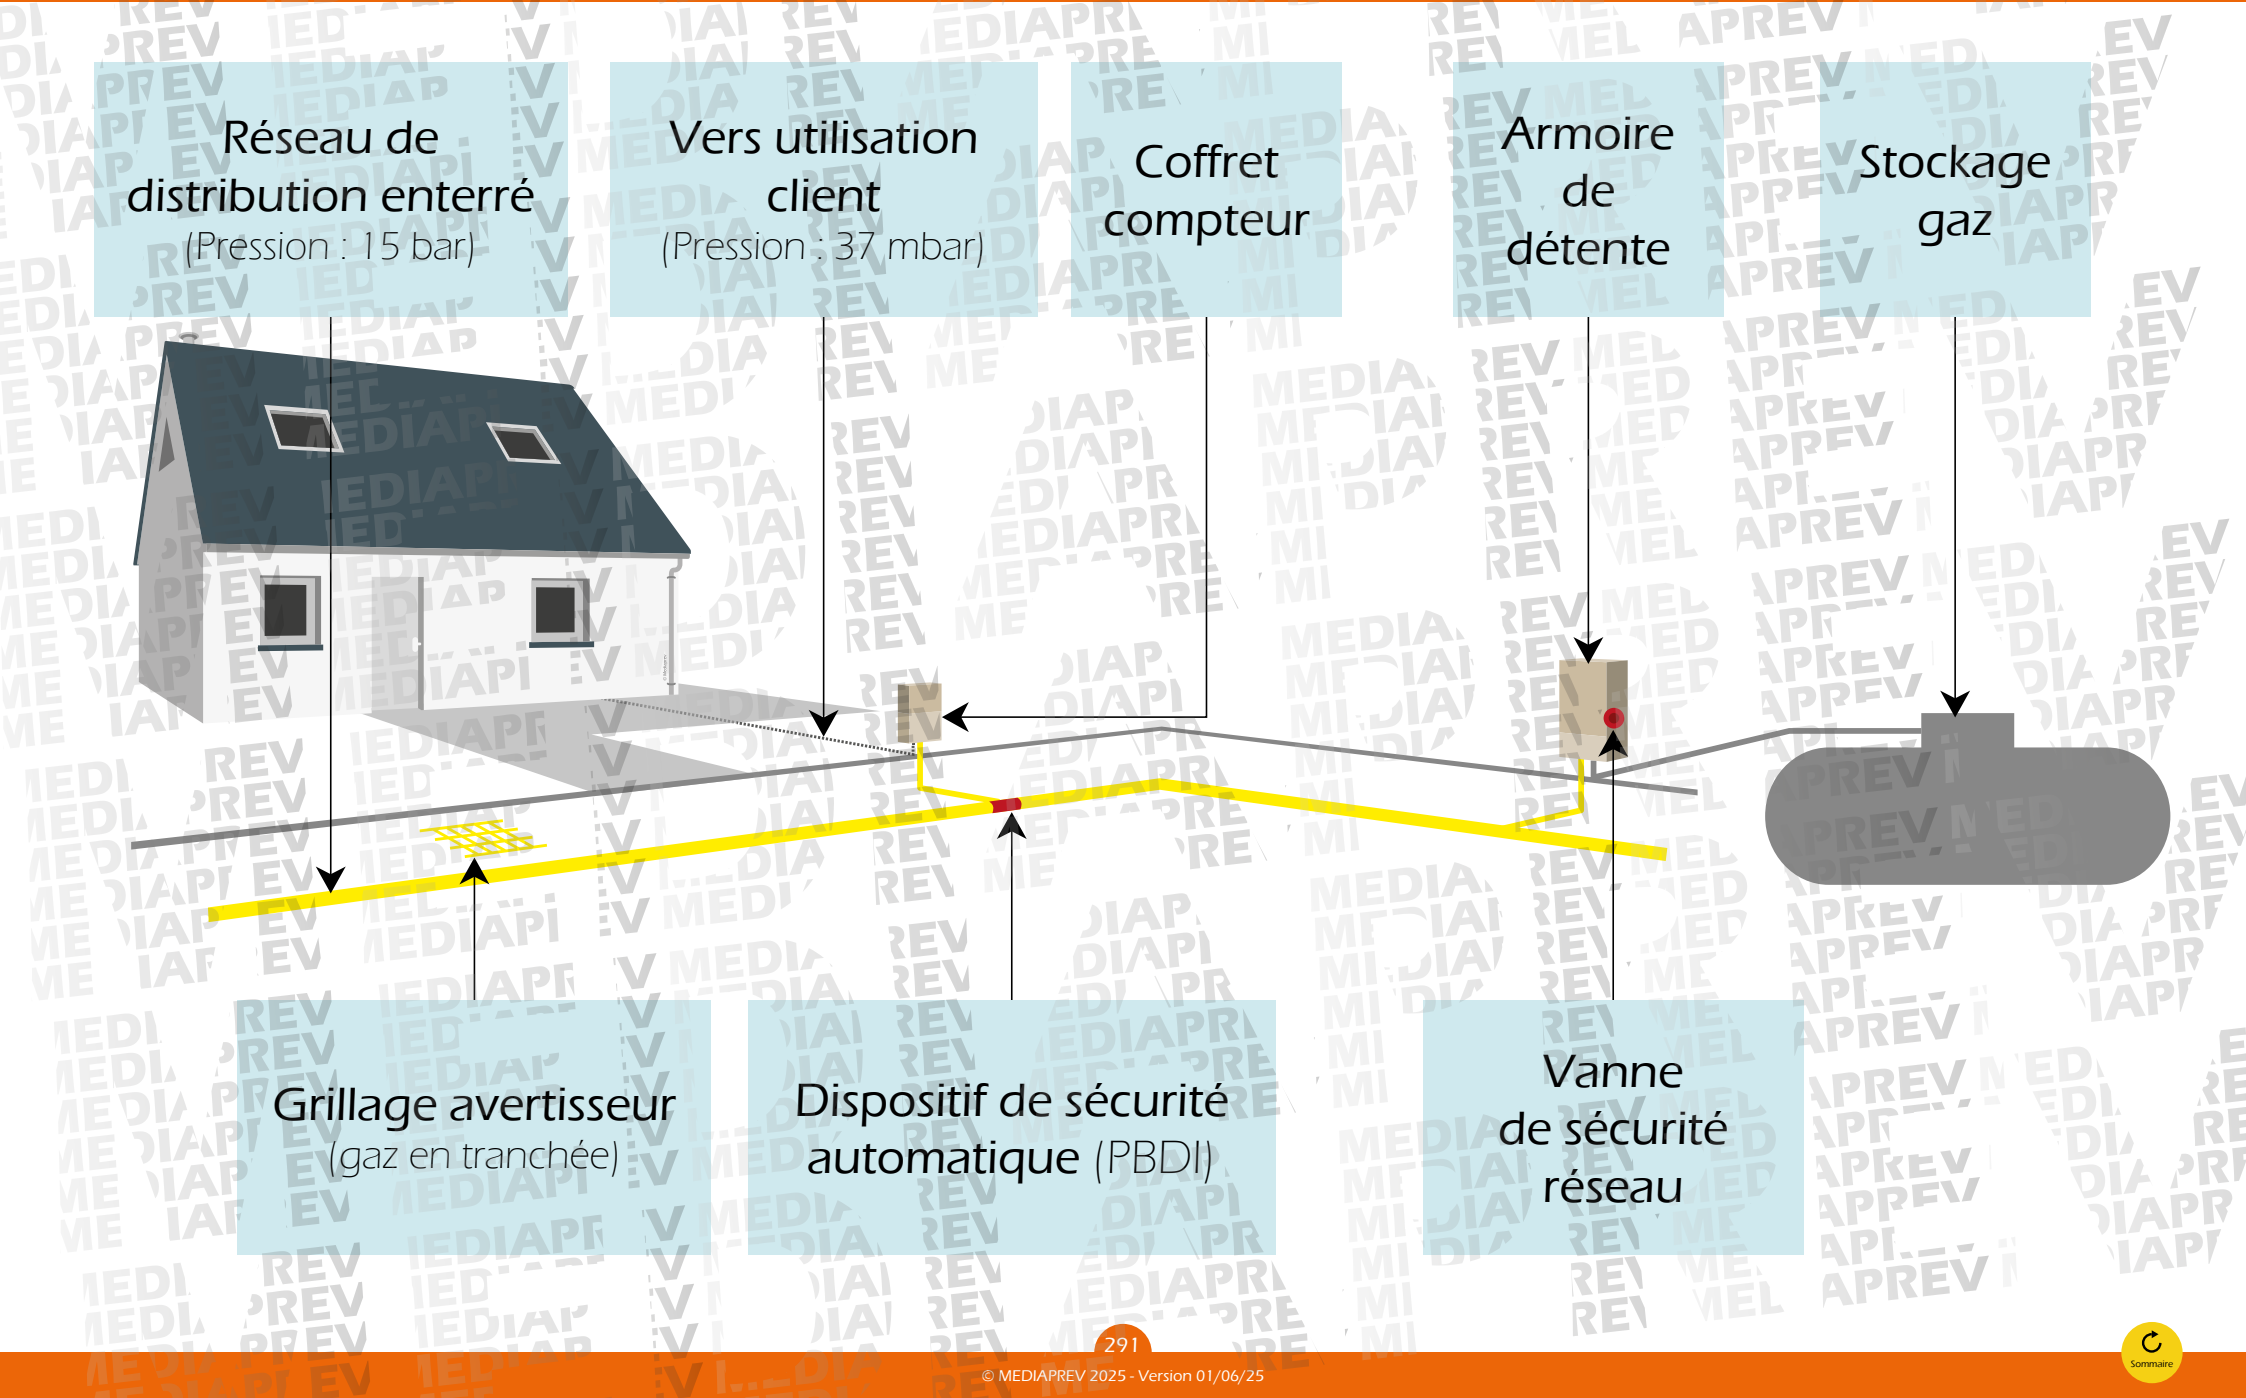 Réseau de
distribution enterré
(Pression : 15 bar)
Vers utilisation
client
(Pression : 37 mbar)
Coffret
compteur
Armoire
de
détente
Stockage
gaz
Grillage avertisseur
(gaz en tranchée)
Dispositif de sécurité
automatique (PBDI)
Vanne
de sécurité
réseau
291
© MEDIAPREV 2025 - Version 01/06/25
Sommaire